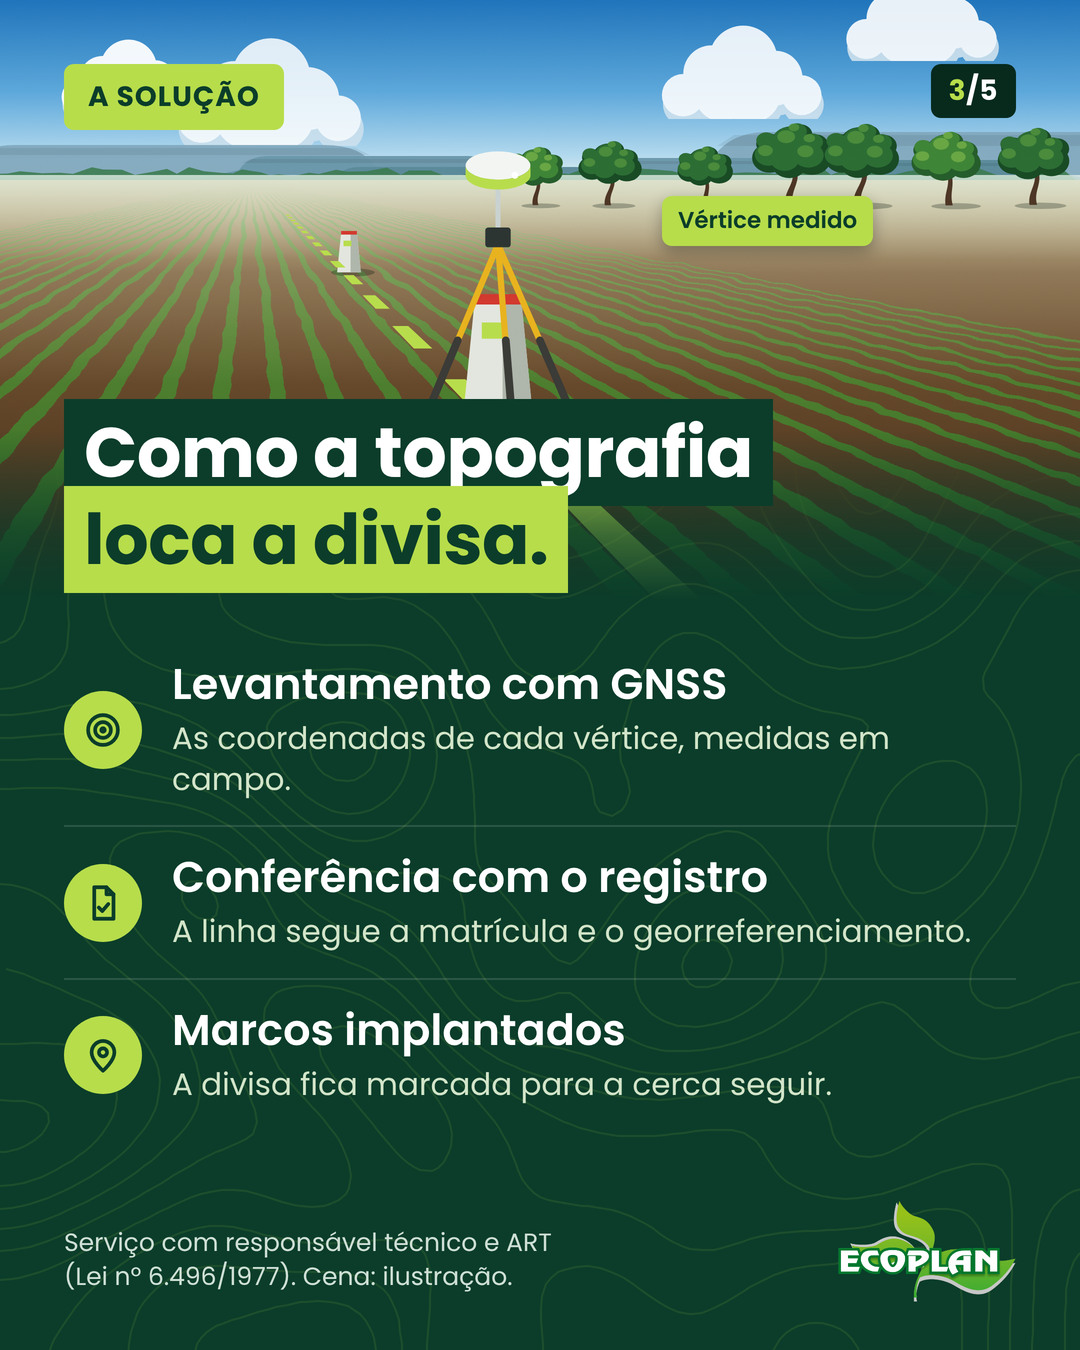 A SOLUÇÃO
3/5
Vértice medido
Como a topografia
loca a divisa.
Levantamento com GNSS
As coordenadas de cada vértice, medidas em
campo.
Conferência com o registro
A linha segue a matrícula e o georreferenciamento.
Marcos implantados
A divisa fica marcada para a cerca seguir.
Serviço com responsável técnico e ART
(Lei nº 6.496/1977). Cena: ilustração.
ECOPLAN